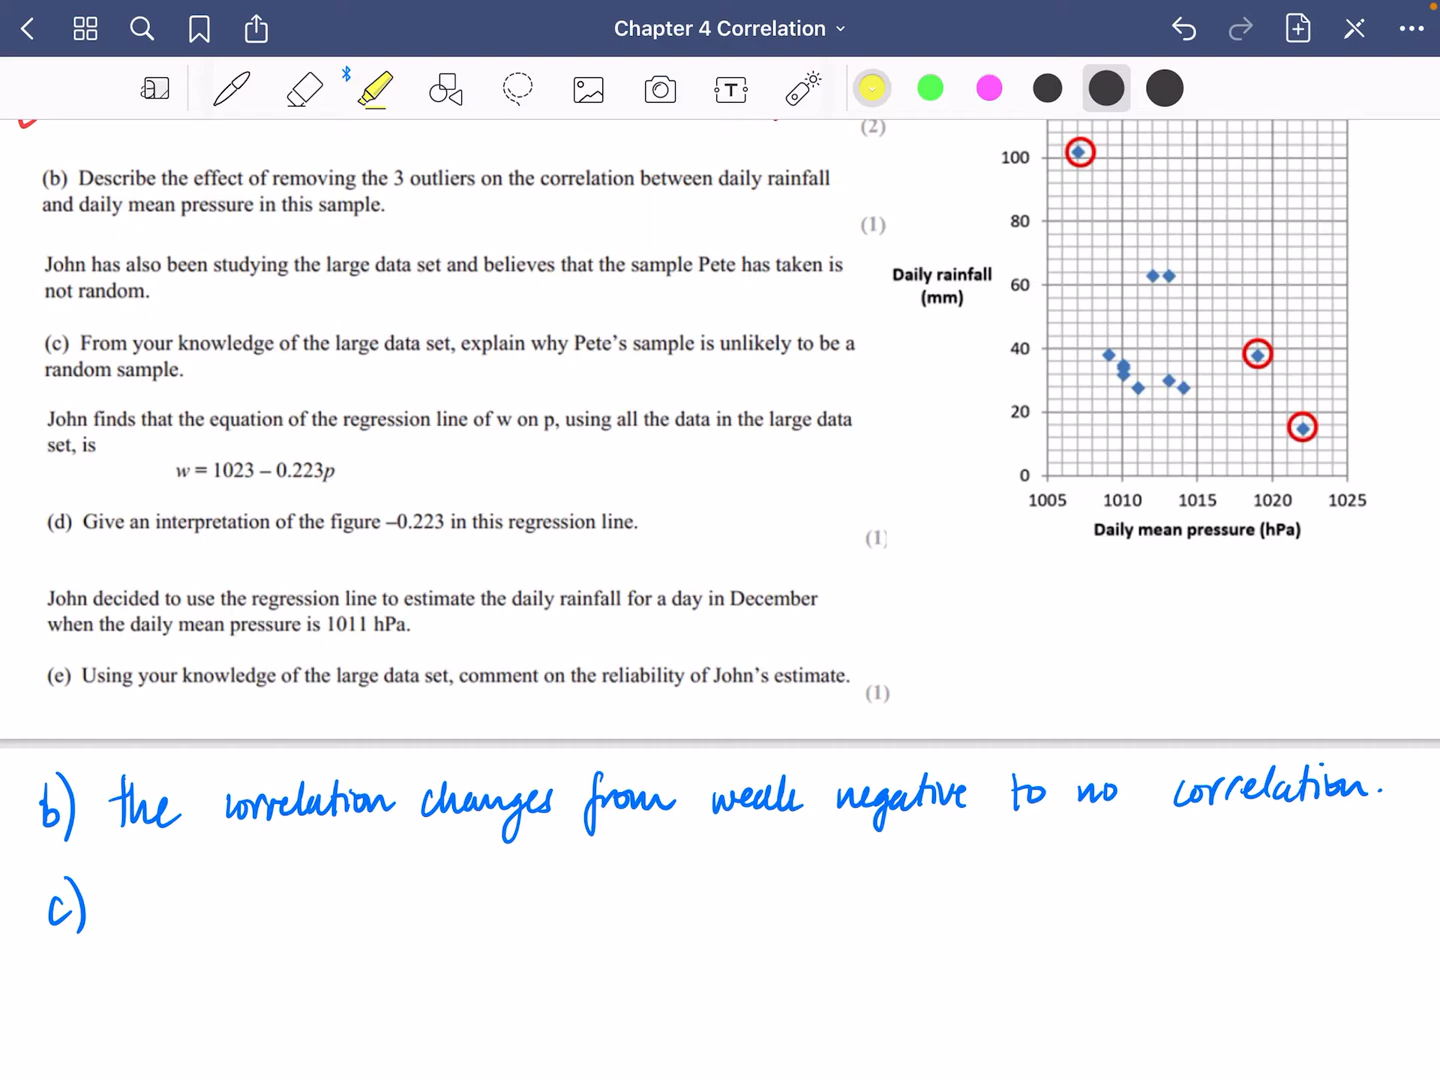 Chapter 4 Correlation
(2)
(b) Describe the effect of removing the 3 outliers on the correlation between daily rainfall
and daily mean pressure in this sample.
(1)
John has also been studying the large data set and believes that the sample Pete has taken is
not random.
(c) From your knowledge of the large data set, explain why Pete's sample is unlikely to be a
random sample.
John finds that the equation of the regression line of w on p, using all the data in the large data
set, is
w = 1023 – 0.223p
(d) Give an interpretation of the figure –0.223 in this regression line.
(1)
John decided to use the regression line to estimate the daily rainfall for a day in December
when the daily mean pressure is 1011 hPa.
(e) Using your knowledge of the large data set, comment on the reliability of John's estimate.
(1)
100
80
Daily rainfall
(mm)
60
40
20
0
1005 1010 1015 1020 1025
Daily mean pressure (hPa)
b) the correlation changes from weak negative to no correlation.
c)